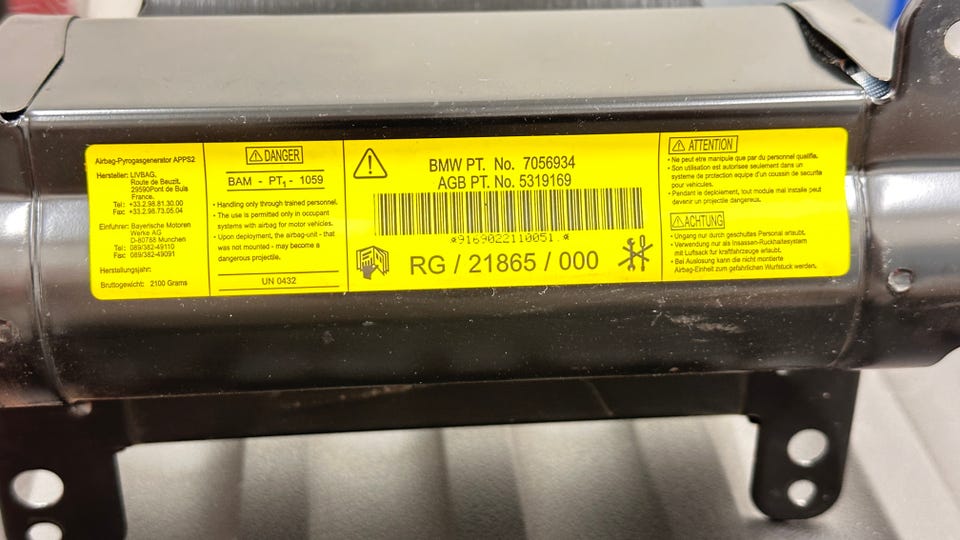 Airbag-Pyrogasgenerator APPS2
Hersteller: LIVBAG,
Route de Beuzit.
29590Pont de Buis
France.
Tel: +33.2.98.81.30.00
Fax: +33.2.98.73.05.04
Einfuhrer: Bayerische Motoren
Werke AG
D-80788 Munchen
Tel: 089/382-49110
Fax: 089/382-49091
Herstellungsjahr:
Bruttogewicht: 2100 Grams
DANGER
BAM - PT₁ - 1059
• Handling only through trained personnel.
• The use is permitted only in occupant
systems with airbag for motor vehicles.
• Upon deployment, the airbag-unit - that
was not mounted - may become a
dangerous projectile.
UN 0432
BMW PT. No. 7056934
AGB PT. No. 5319169
*9169022110051.*
RG / 21865 / 000
ATTENTION
• Ne peut etre manipule que par du personnel qualifie.
• Son utilisation est autorisee seulement dans un
systeme de protection equipe d'un coussin de securite
pour vehicules.
• Pendant le deploiement, tout module mal installe peut
devenir un projectile dangereux.
ACHTUNG
• Umgang nur durch geschultes Personal erlaubt.
• Verwendung nur als Insassen-Ruckhaltesystem
mit Luftsack fur kraftfahrzeuge erlaubt.
• Bei Auslosung kann die nicht montierte
Airbag-Einheit zum gefahrlichen Wurfstuck werden.